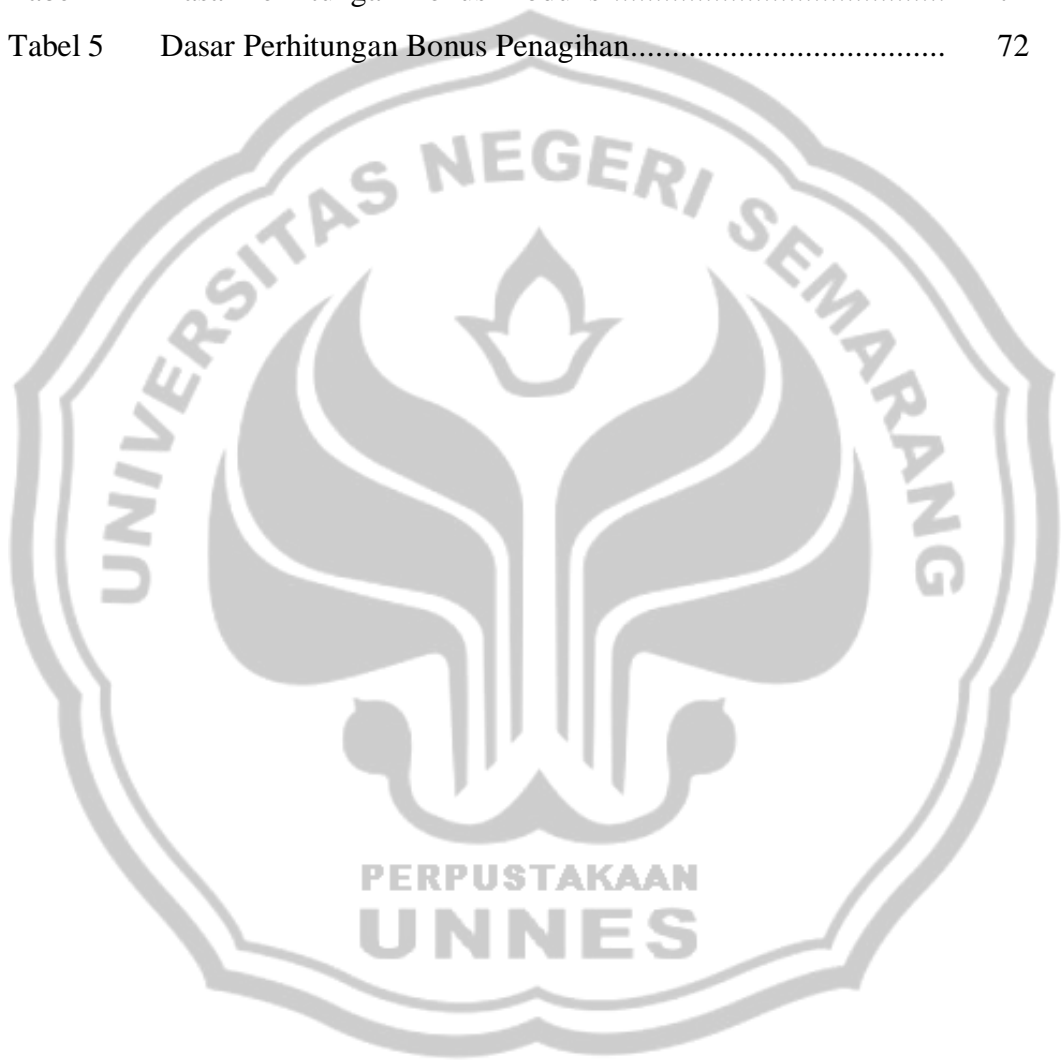 Tabel 5 Dasar Perhitungan Bonus Penagihan...................................... 72
UNIVERSITAS NEGERI SEMARANG
PERPUSTAKAAN
UNNES